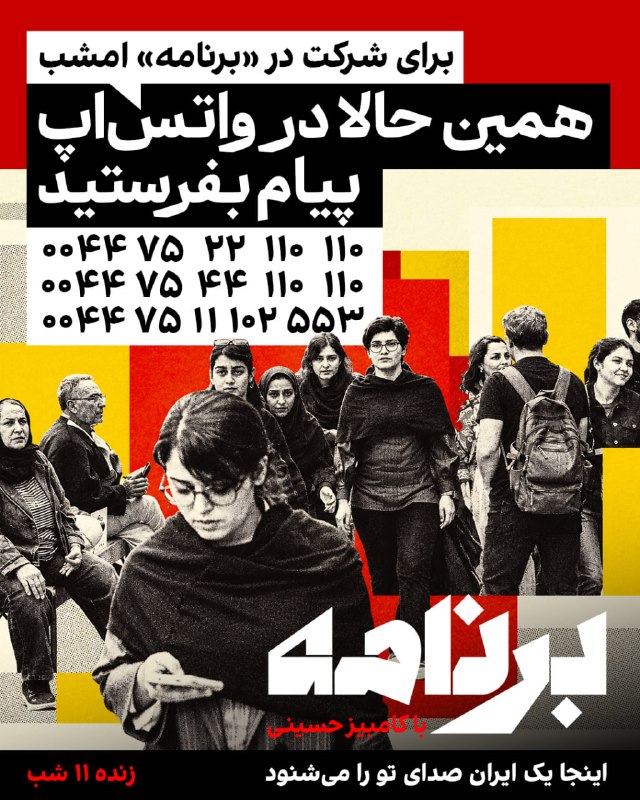 برای شرکت در «برنامه» امشب
همین حالا در واتس‌اپ
پیام بفرستید
۰۰۴۴ ۷۵ ۲۲ ۱۱۰ ۱۱۰
۰۰۴۴ ۷۵ ۴۴ ۱۱۰ ۱۱۰
۰۰۴۴ ۷۵ ۱۱ ۱۰۲ ۵۵۳
برنامه
با کامبیز حسینی
اینجا یک ایران صدای تو را می‌شنود
زنده ۱۱ شب